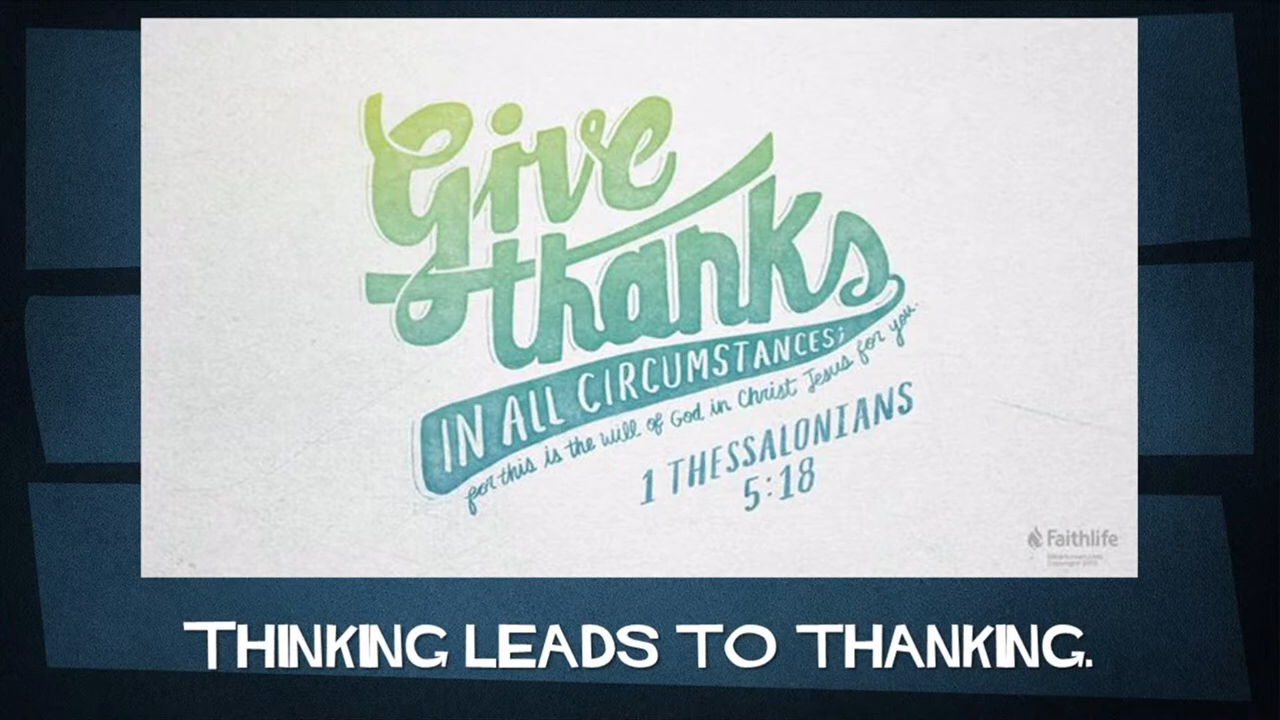 Give
thanks
IN ALL CIRCUMSTANCES;
for this is the will of God in Christ Jesus for you.
1 THESSALONIANS
5:18
Faithlife
THINKING LEADS TO THANKING.